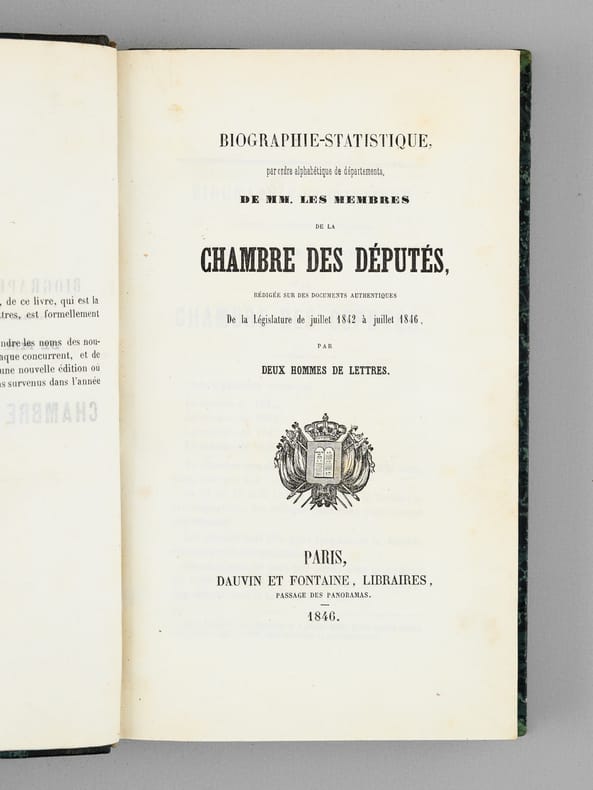 , de ce livre, qui est la
ttres, est formellement
ndre les noms des nou-
aque concurrent, et de
une nouvelle édition ou
s survenus dans l'année
BIOGRAPHIE-STATISTIQUE,
par ordre alphabétique de départements,
DE MM. LES MEMBRES
DE LA
CHAMBRE DES DÉPUTÉS,
RÉDIGÉE SUR DES DOCUMENTS AUTHENTIQUES
De la Législature de juillet 1842 à juillet 1846,
PAR
DEUX HOMMES DE LETTRES.
PARIS,
DAUVIN ET FONTAINE, LIBRAIRES,
PASSAGE DES PANORAMAS.
1846.